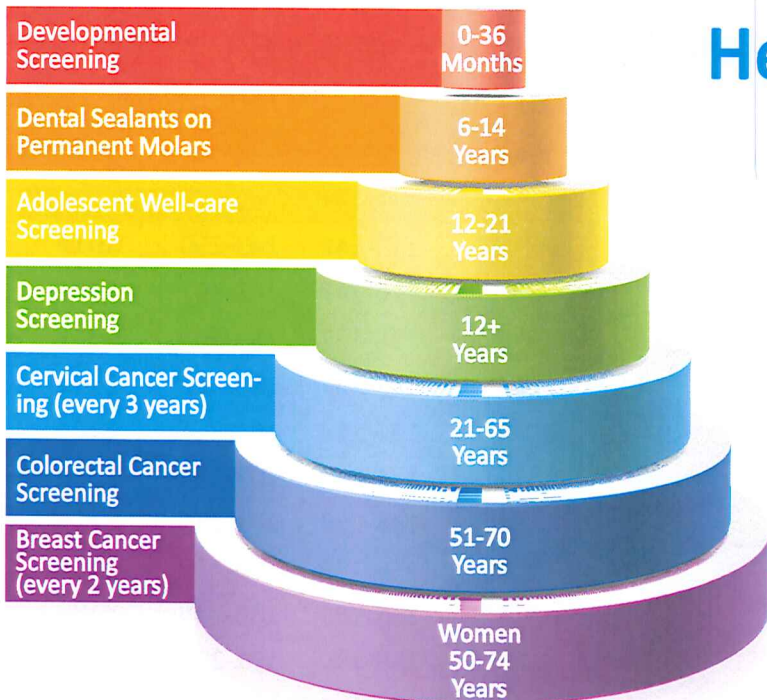 Developmental
Screening
0-36
Months
He
Dental Sealants on
Permanent Molars
6-14
Years
Adolescent Well-care
Screening
12-21
Years
Depression
Screening
12+
Years
Cervical Cancer Screen-
ing (every 3 years)
21-65
Years
Colorectal Cancer
Screening
51-70
Years
Breast Cancer
Screening
(every 2 years)
Women
50-74
Years